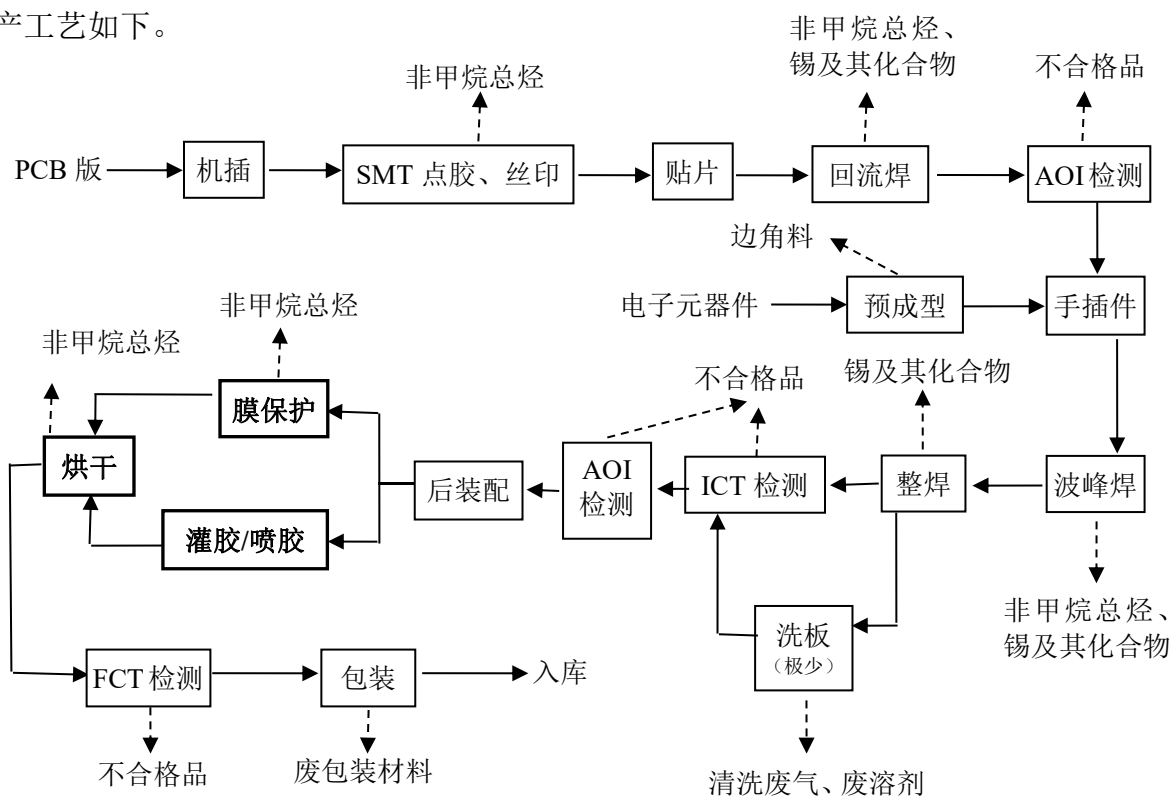 产工艺如下。
非甲烷总烃、
锡及其化合物
非甲烷总烃
不合格品
PCB 版
机插
SMT 点胶、丝印
贴片
回流焊
AOI 检测
边角料
电子元器件
预成型
手插件
非甲烷总烃
非甲烷总烃
不合格品
锡及其化合物
膜保护
烘干
后装配
AOI
检测
ICT 检测
整焊
波峰焊
灌胶/喷胶
非甲烷总烃、
锡及其化合物
洗板
（极少）
FCT 检测
包装
入库
不合格品
废包装材料
清洗废气、废溶剂